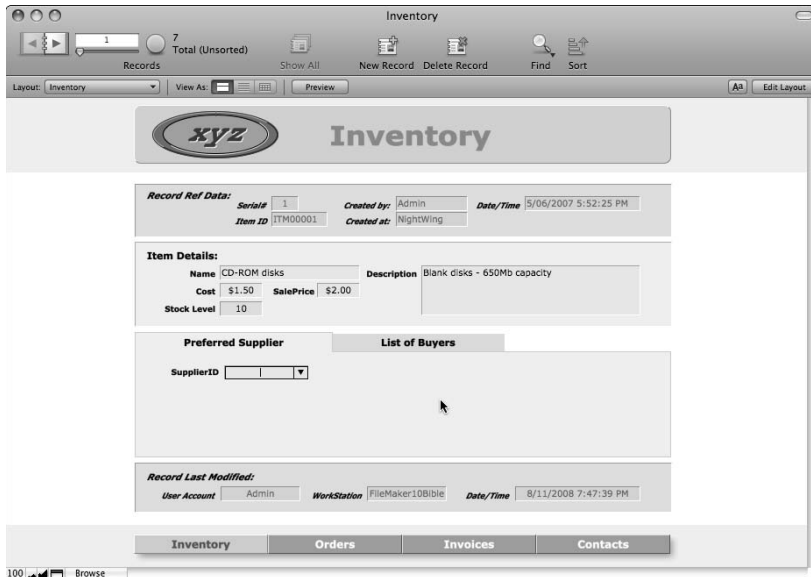 Inventory
1
7
Total (Unsorted)
Records
Show All
New Record
Delete Record
Find
Sort
Layout: Inventory
View As:
Preview
Aa
Edit Layout
xyz
Inventory
Record Ref Data:
Serial# 1
Created by: Admin
Date/Time 5/06/2007 5:52:25 PM
Item ID ITM00001
Created at: NightWing
Item Details:
Name CD-ROM disks
Description Blank disks - 650Mb capacity
Cost $1.50
SalePrice $2.00
Stock Level 10
Preferred Supplier
List of Buyers
SupplierID
Record Last Modified:
User Account Admin
WorkStation FileMaker10Bible
Date/Time 8/11/2008 7:47:39 PM
Inventory
Orders
Invoices
Contacts
100
Browse